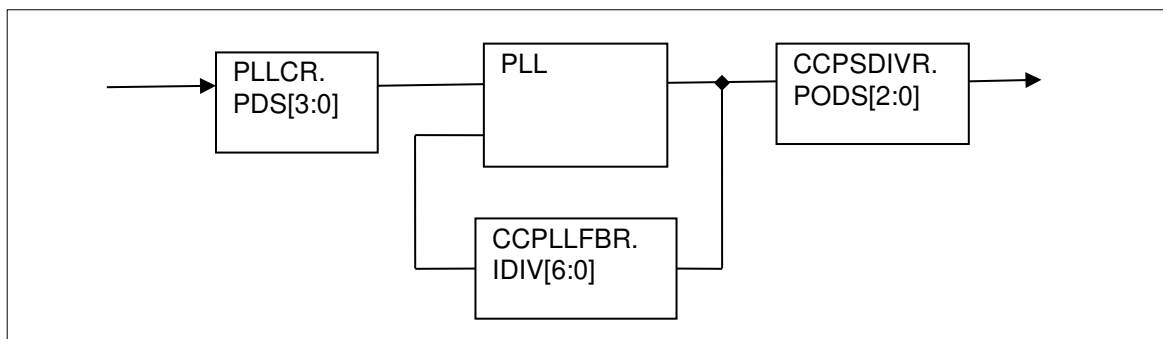 PLLCR.
PDS[3:0]
PLL
CCPSDIVR.
PODS[2:0]
CCPLLFBR.
IDIV[6:0]